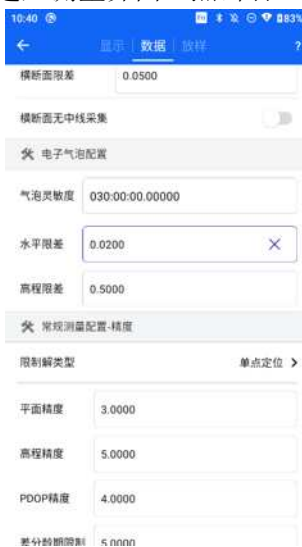 10:40 83%
显示 数据 放样 ?
横断面限差 0.0500
横断面无中线采集
电子气泡配置
气泡灵敏度 030:00:00.00000
水平限差 0.0200
高程限差 0.5000
常规测量配置-精度
限制解类型 单点定位
平面精度 3.0000
高程精度 5.0000
PDOP精度 4.0000
差分龄期限制 5.0000